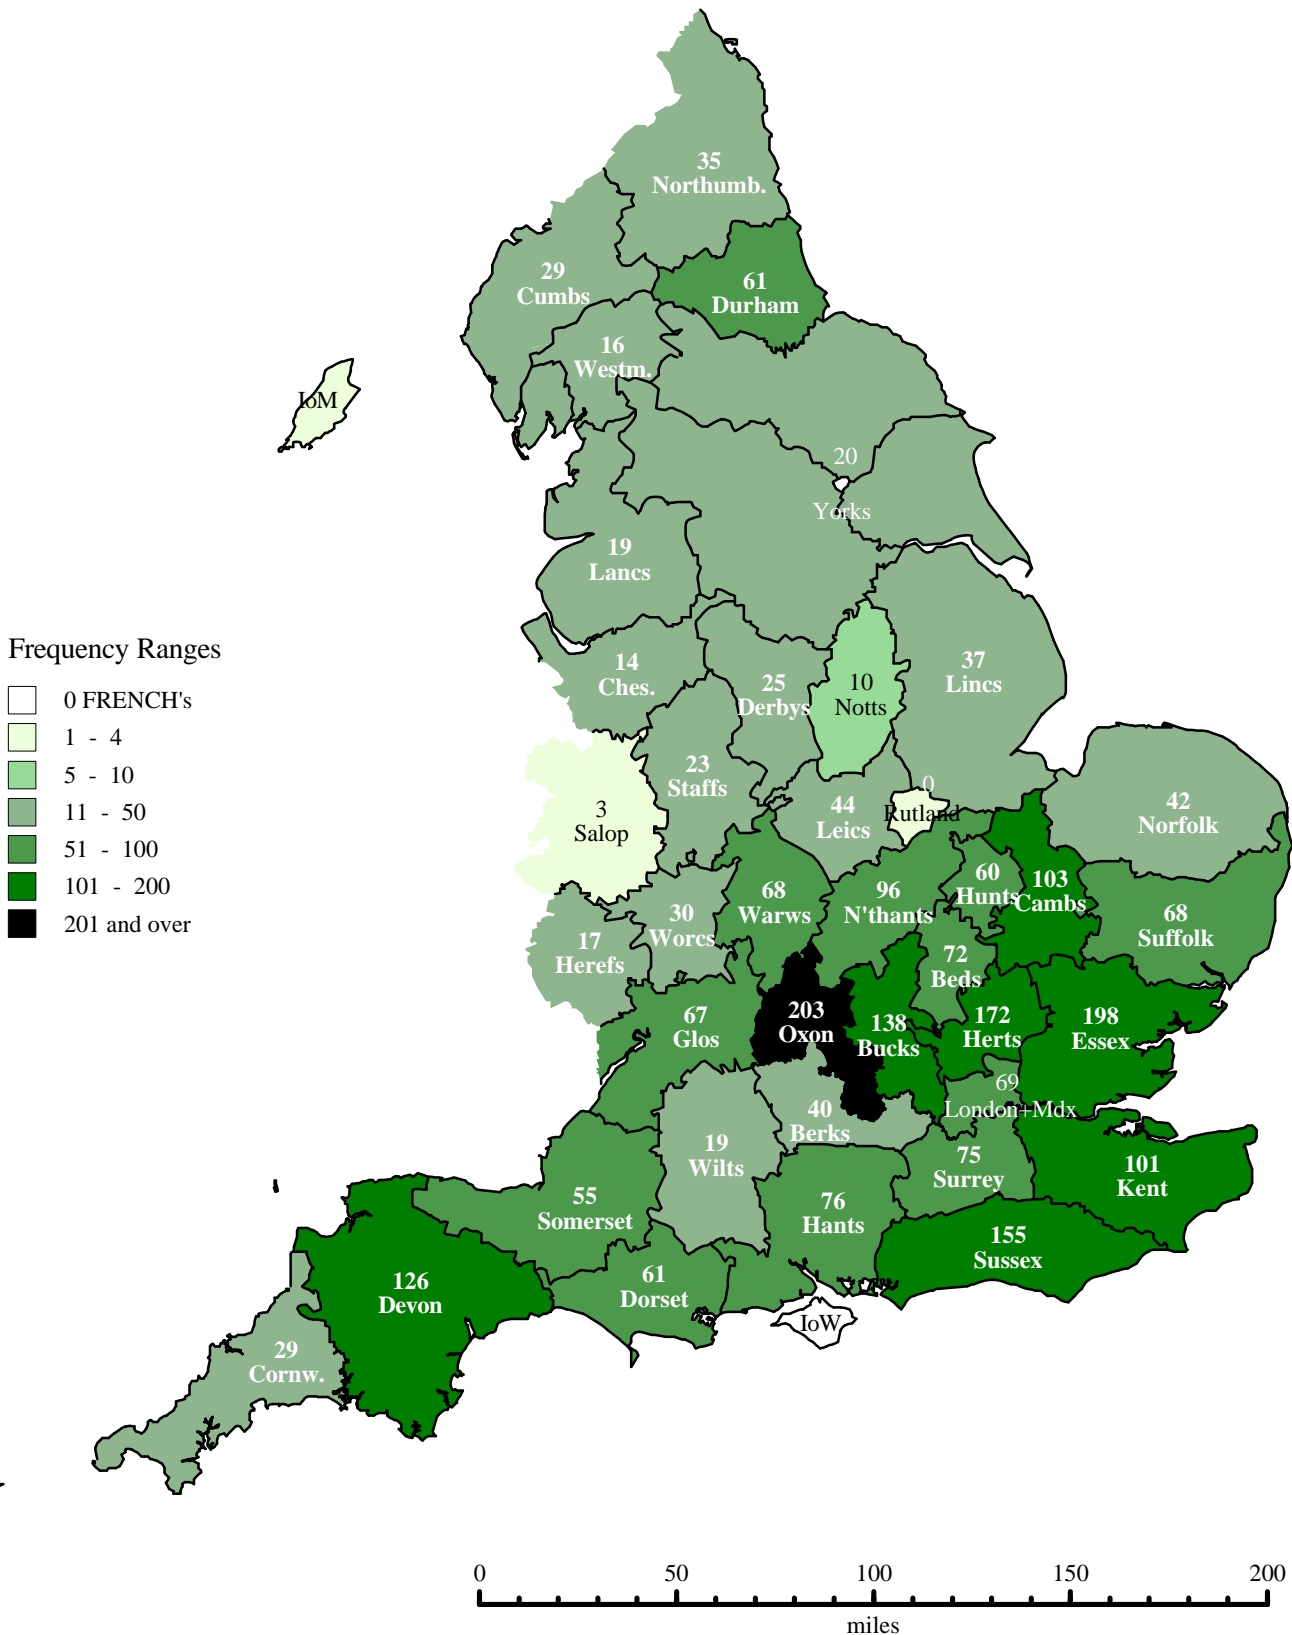 35
Northumb.
29
Cumbs
61
Durham
16
Westm.
IoM
20
Yorks
19
Lancs
Frequency Ranges
0 FRENCH's
1 - 4
5 - 10
11 - 50
51 - 100
101 - 200
201 and over
14
Ches.
25
Derbys
10
Notts
37
Lincs
23
Staffs
3
Salop
44
Leics
0
Rutland
42
Norfolk
68
Warws
96
N'thants
60
Hunts
103
Cambs
68
Suffolk
30
Worcs
17
Herefs
72
Beds
67
Glos
203
Oxon
138
Bucks
172
Herts
198
Essex
69
London+Mdx
40
Berks
19
Wilts
75
Surrey
101
Kent
55
Somerset
76
Hants
155
Sussex
126
Devon
61
Dorset
IoW
29
Cornw.
0 50 100 150 200
miles